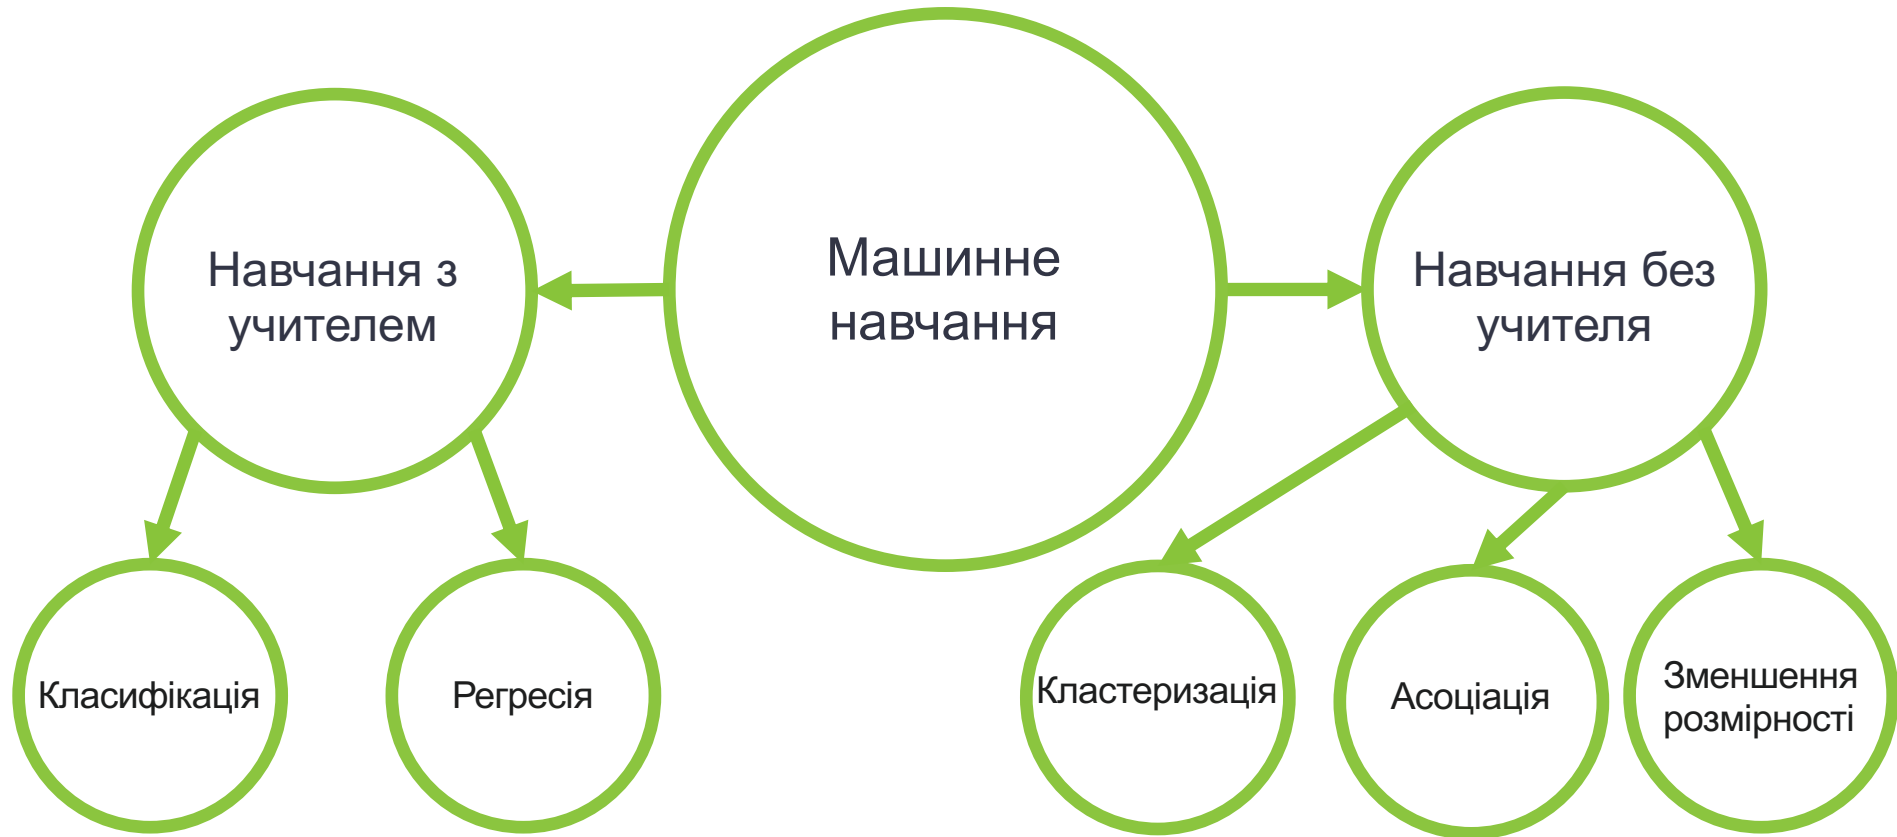 Машинне
навчання
Навчання з
учителем
Навчання без
учителя
Класифікація
Регресія
Кластеризація
Асоціація
Зменшення
розмірності